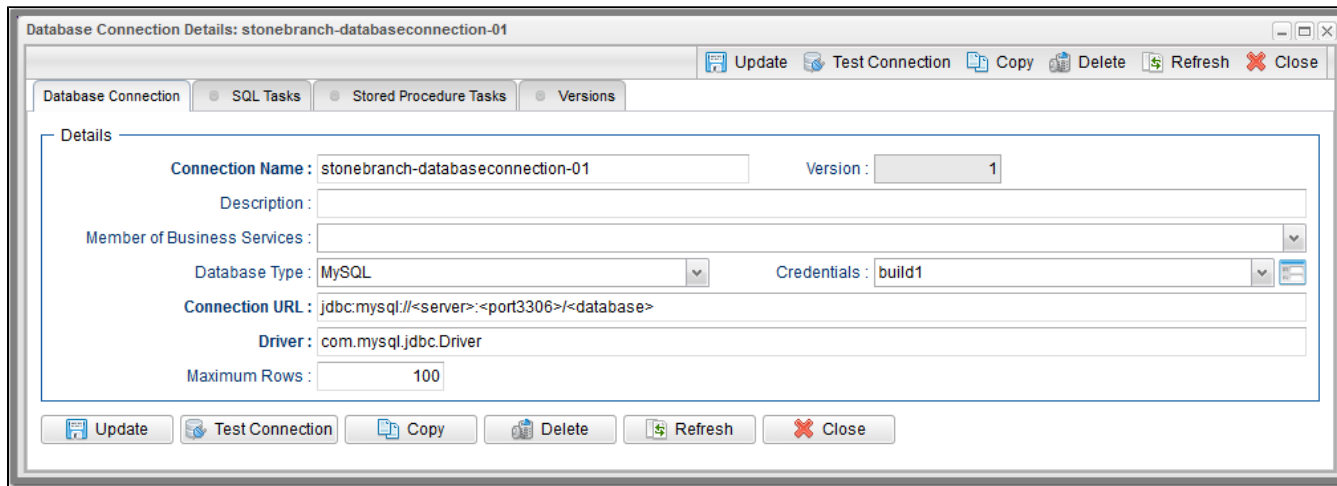 Database Connection Details: stonebranch-databaseconnection-01
Update Test Connection Copy Delete Refresh Close
Database Connection SQL Tasks Stored Procedure Tasks Versions
Details
Connection Name : stonebranch-databaseconnection-01 Version : 1
Description :
Member of Business Services :
Database Type : MySQL Credentials : build1
Connection URL : jdbc:mysql://<server>:<port3306>/<database>
Driver : com.mysql.jdbc.Driver
Maximum Rows : 100
Update Test Connection Copy Delete Refresh Close